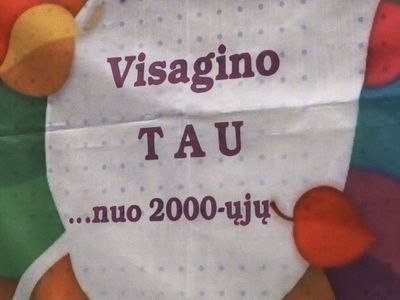 Visagino
T A U
...nuo 2000-ųjų